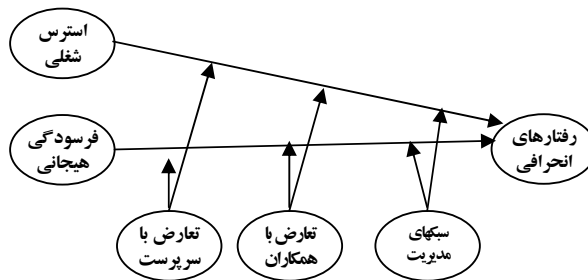 استرس
شغلی
فرسودگی
هیجانی
رفتارهای
انحرافی
تعارض با
سرپرست
تعارض با
همکاران
سبکهای
مدیریت